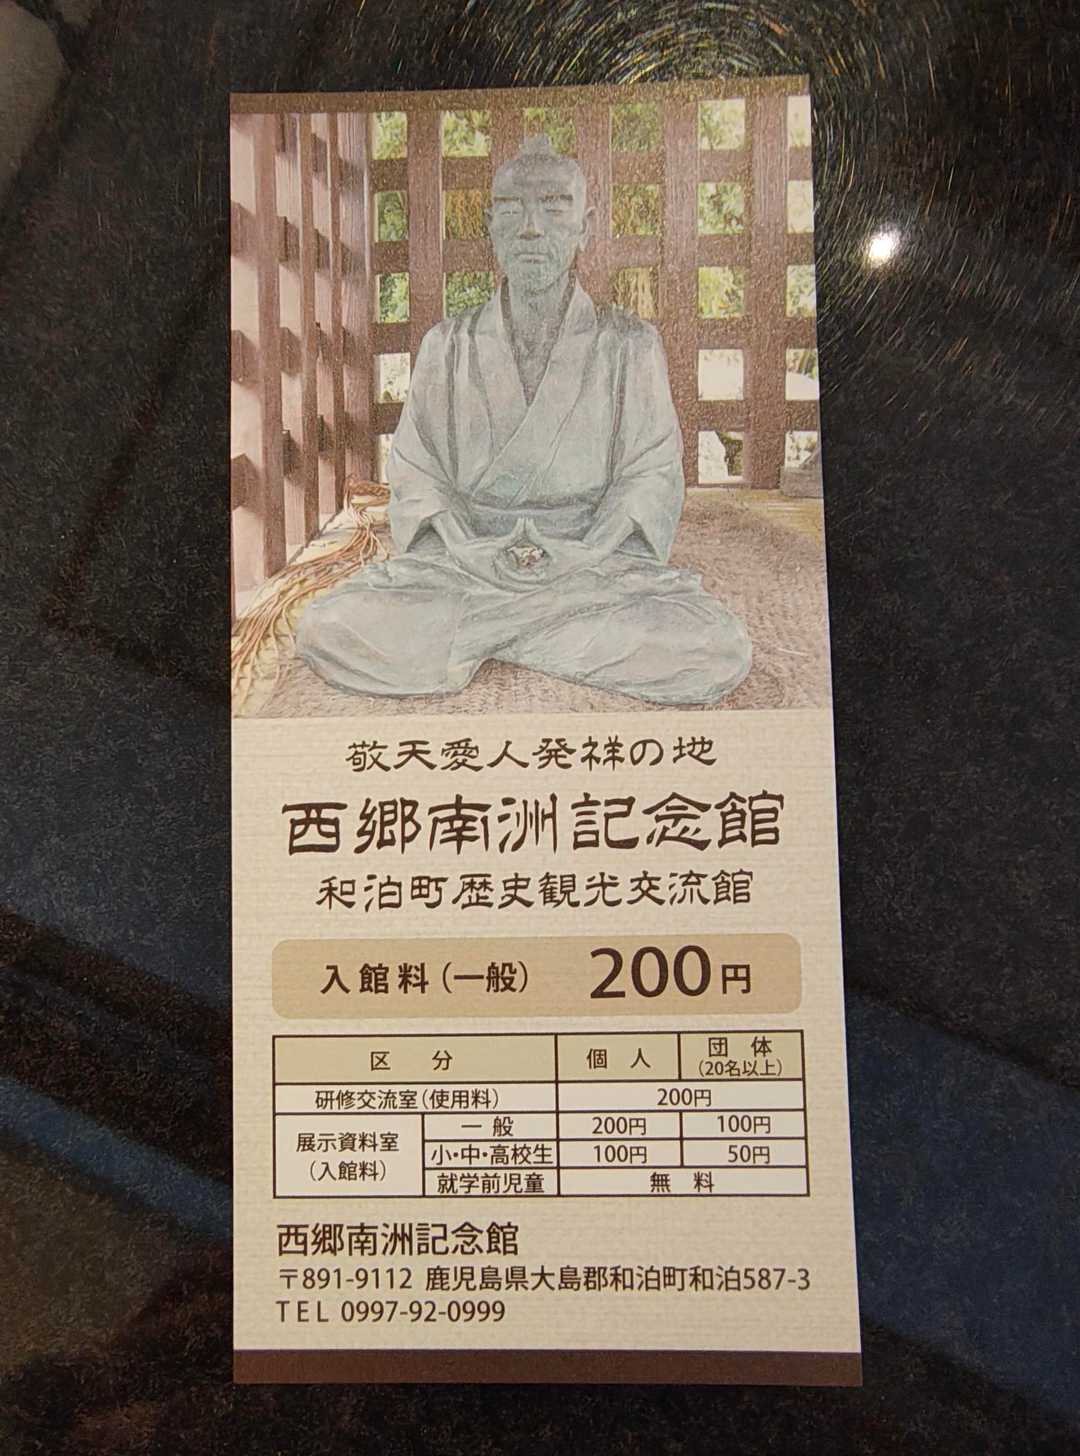 敬天愛人発祥の地
西郷南洲記念館
和泊町歴史観光交流館
入館料（一般） 200円
区 分 個 人 団 体
（20名以上）
研修交流室（使用料） 200円
展示資料室
（入館料）
一 般 200円 100円
小・中・高校生 100円 50円
就学前児童 無 料
西郷南洲記念館
〒891-9112 鹿児島県大島郡和泊町和泊587-3
TEL 0997-92-0999